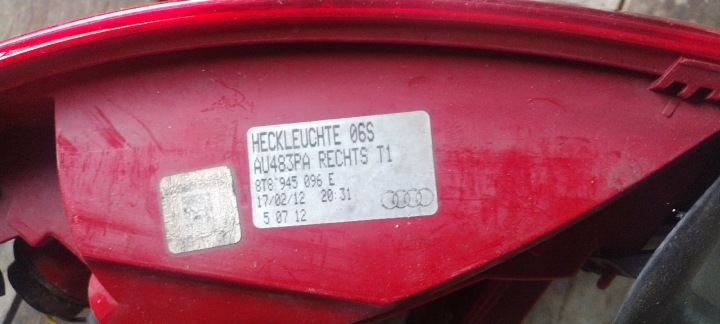 HECKLEUCHTE 06S
AU483PA RECHTS T1
8T8 945 096 E
17/02/12 20:31
5 07 12